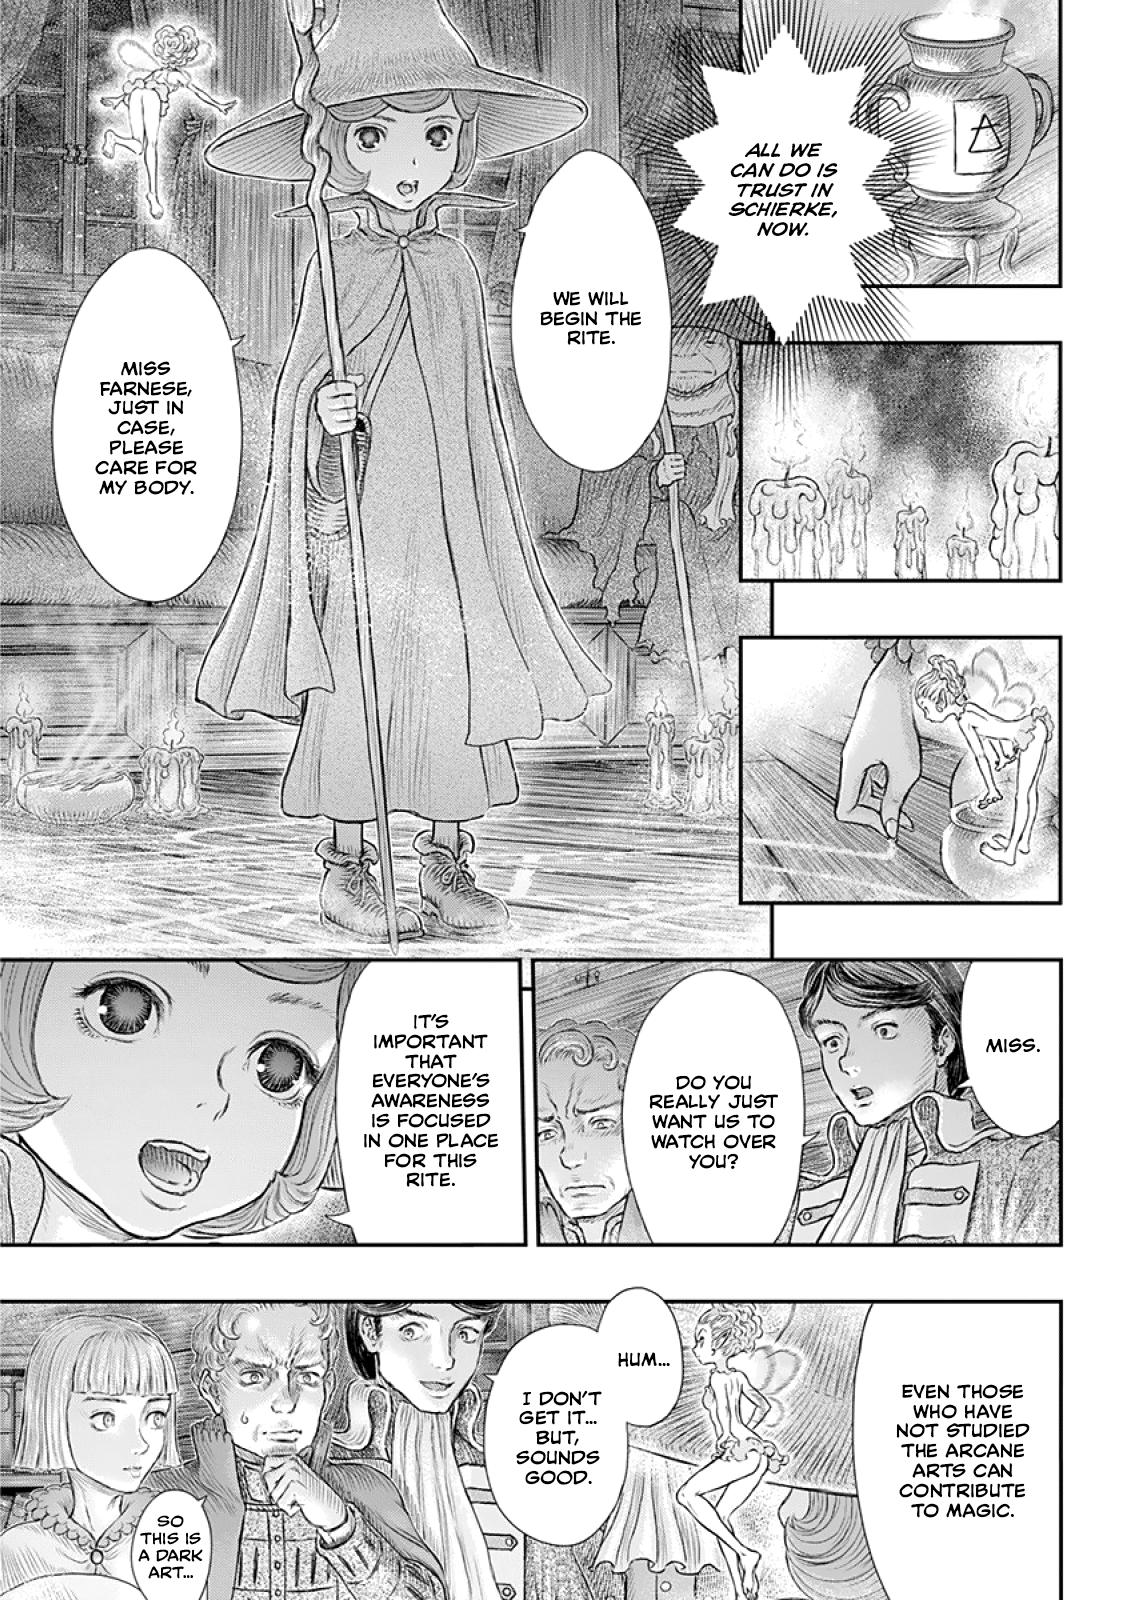 ALL WE
CAN DO IS
TRUST IN
SCHIERKE,
NOW.
WE WILL
BEGIN THE
RITE.
MISS
FARNESE,
JUST IN
CASE,
PLEASE
CARE FOR
MY BODY.
MISS.
DO YOU
REALLY JUST
WANT US TO
WATCH OVER
YOU?
IT'S
IMPORTANT
THAT
EVERYONE'S
AWARENESS
IS FOCUSED
IN ONE PLACE
FOR THIS
RITE.
EVEN THOSE
WHO HAVE
NOT STUDIED
THE ARCANE
ARTS CAN
CONTRIBUTE
TO MAGIC.
HUM...
I DON'T
GET IT...
BUT,
SOUNDS
GOOD.
SO
THIS IS
A DARK
ART...